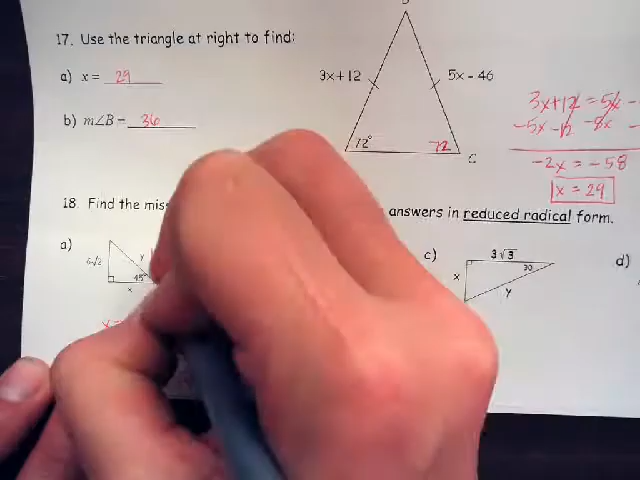 17. Use the triangle at right to find:
a) x = 29
b) m∠B = 36
3x+12
5x - 46
72°
72
C
3x+12 = 5x -
-5x -12 -5x -
-2x = -58
x = 29
18. Find the mis
answers in reduced radical form.
a)
6√2
y
45°
x
x=
c)
3√3
30
x
y
d)